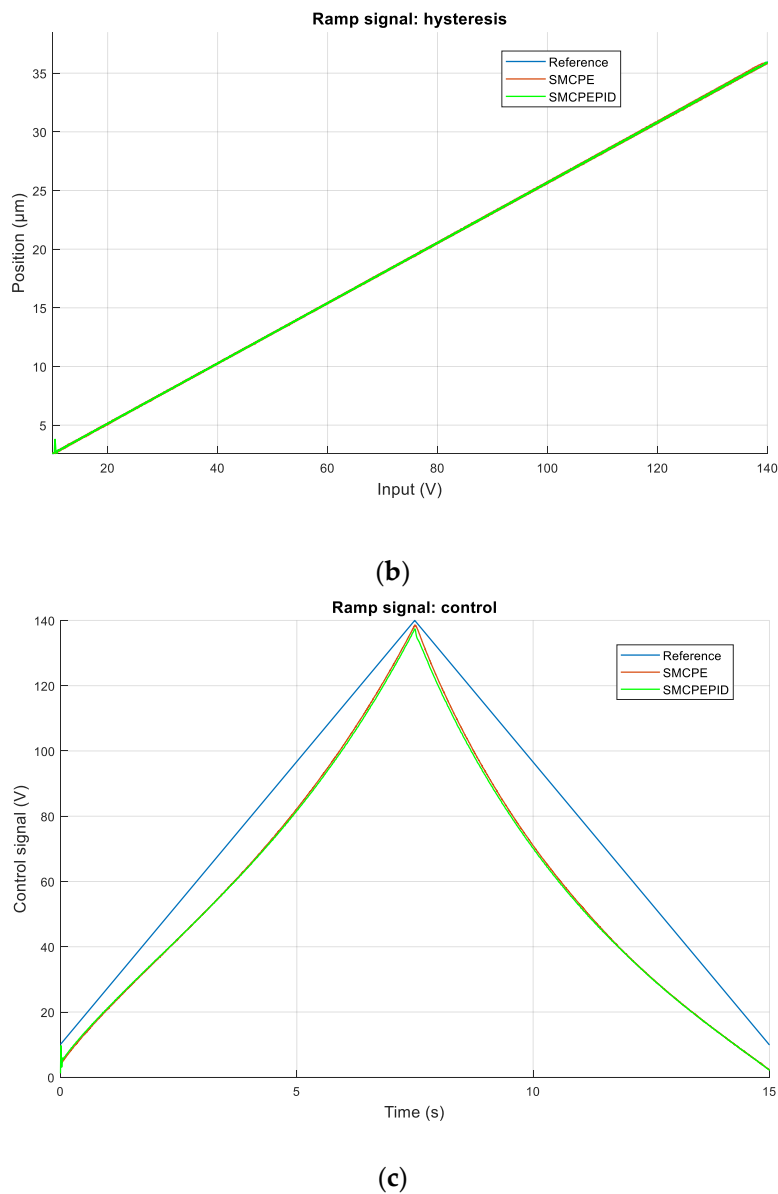 Ramp signal: hysteresis
Reference
SMCPE
SMCPEPID
35
30
25
20
15
10
5
Position (μm)
20 40 60 80 100 120 140
Input (V)
(b)
Ramp signal: control
Reference
SMCPE
SMCPEPID
140
120
100
80
60
40
20
0
Control signal (V)
0 5 10 15
Time (s)
(c)